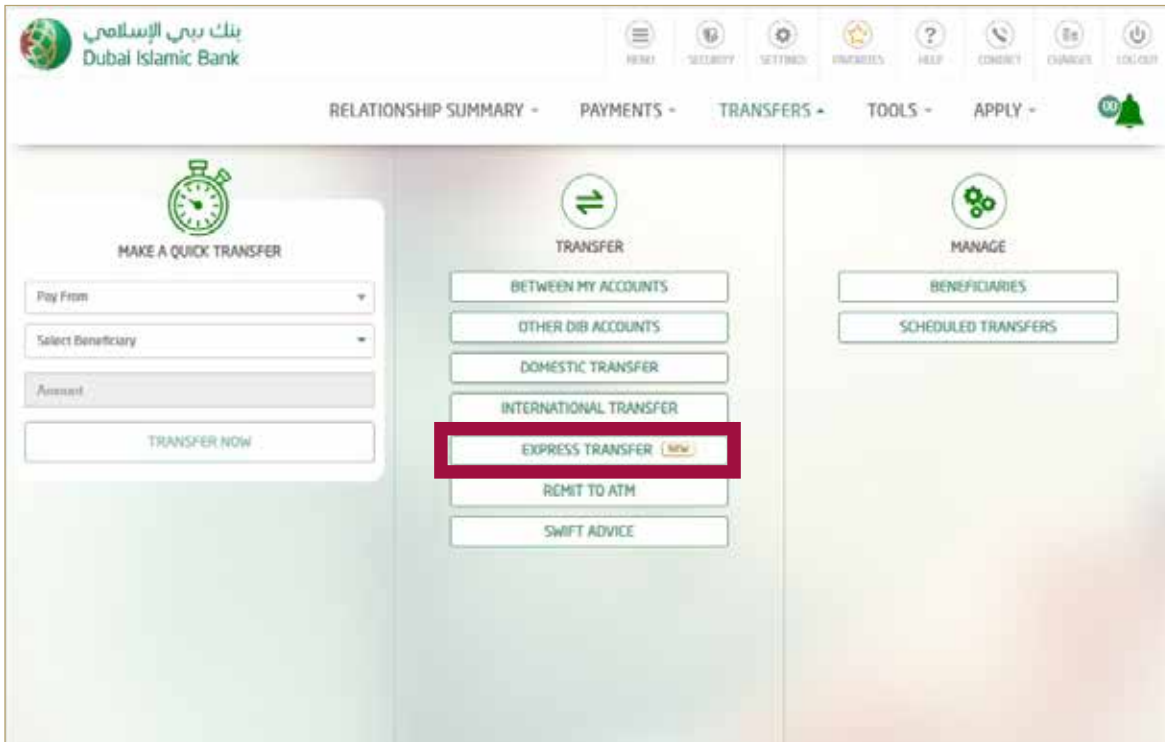 بنك دبي الإسلامي
Dubai Islamic Bank
MENU SECURITY SETTINGS FAVORITES HELP CONTACT CHANGES LOG OUT
RELATIONSHIP SUMMARY PAYMENTS TRANSFERS TOOLS APPLY 00
MAKE A QUICK TRANSFER
Pay From
Select Beneficiary
Amount
TRANSFER NOW
TRANSFER
BETWEEN MY ACCOUNTS
OTHER DIB ACCOUNTS
DOMESTIC TRANSFER
INTERNATIONAL TRANSFER
EXPRESS TRANSFER NEW
REMIT TO ATM
SWIFT ADVICE
MANAGE
BENEFICIARIES
SCHEDULED TRANSFERS